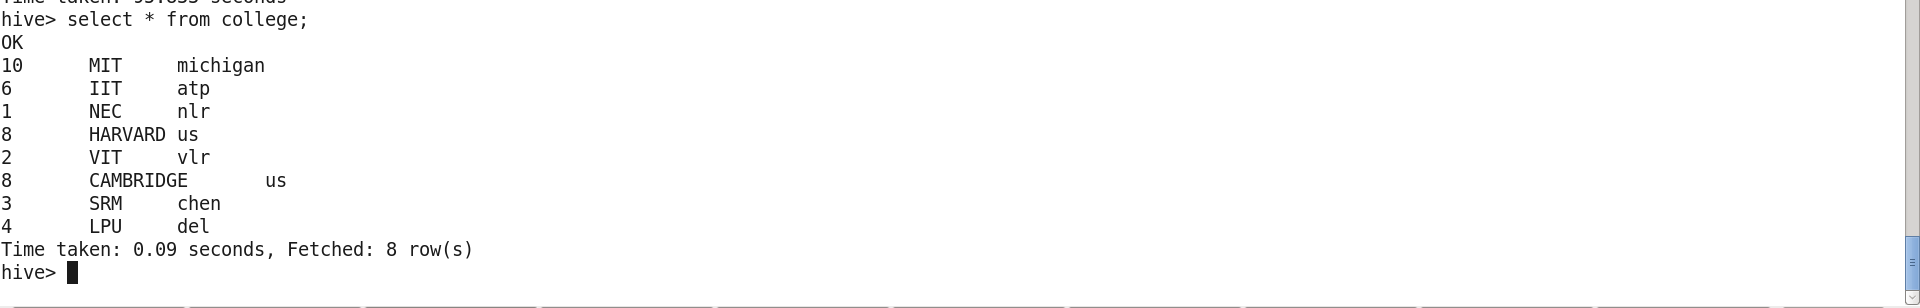 hive> select * from college;
OK
10 MIT michigan
6 IIT atp
1 NEC nlr
8 HARVARD us
2 VIT vlr
8 CAMBRIDGE us
3 SRM chen
4 LPU del
Time taken: 0.09 seconds, Fetched: 8 row(s)
hive>